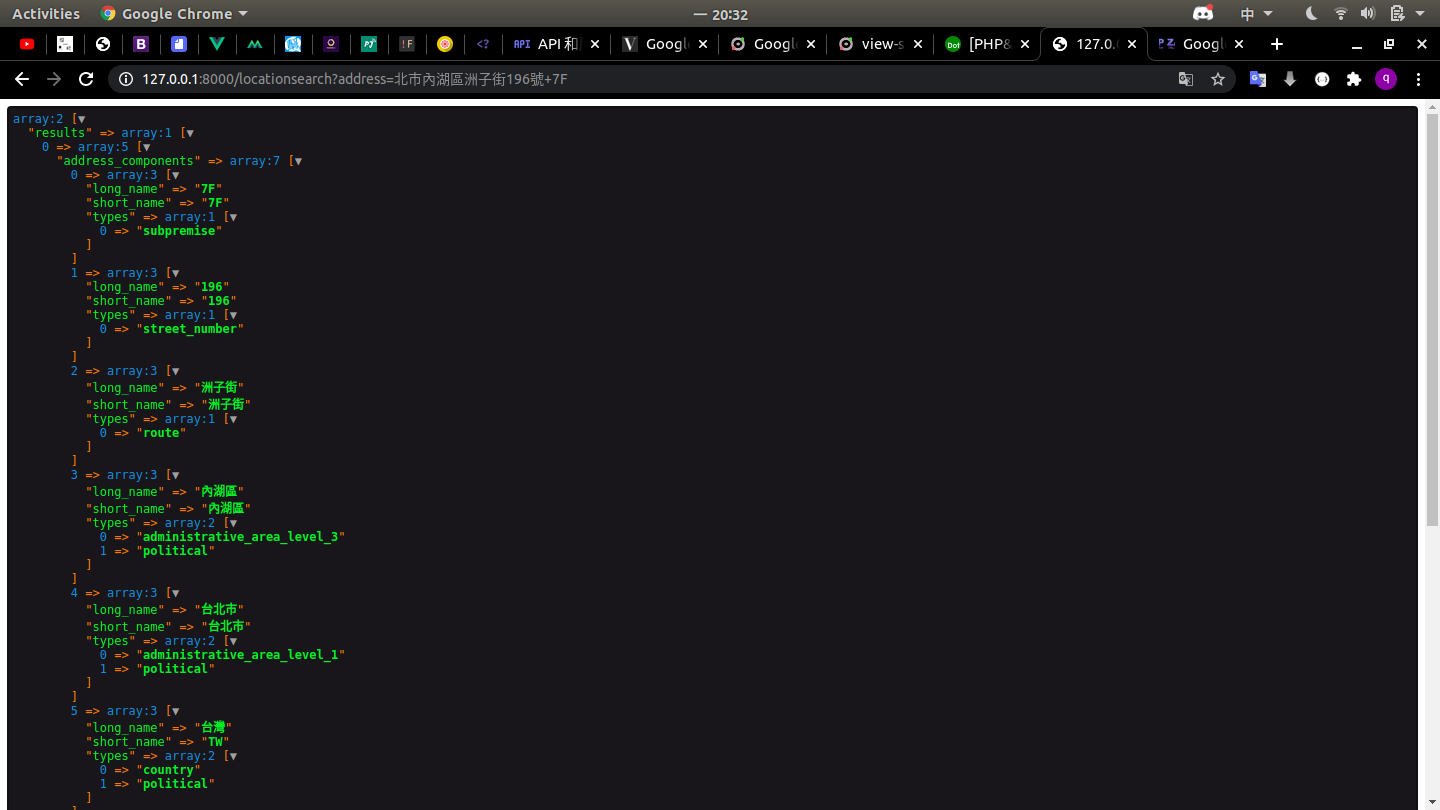 Activities Google Chrome 一 20:32 中
!F <? API API 和 Googl Googl view-s Dot [PHP& 127.0. P Z Googl
127.0.0.1:8000/locationsearch?address=北市內湖區洲子街196號+7F q
array:2 [▼
"results" => array:1 [▼
0 => array:5 [▼
"address_components" => array:7 [▼
0 => array:3 [▼
"long_name" => "7F"
"short_name" => "7F"
"types" => array:1 [▼
0 => "subpremise"
]
]
1 => array:3 [▼
"long_name" => "196"
"short_name" => "196"
"types" => array:1 [▼
0 => "street_number"
]
]
2 => array:3 [▼
"long_name" => "洲子街"
"short_name" => "洲子街"
"types" => array:1 [▼
0 => "route"
]
]
3 => array:3 [▼
"long_name" => "內湖區"
"short_name" => "內湖區"
"types" => array:2 [▼
0 => "administrative_area_level_3"
1 => "political"
]
]
4 => array:3 [▼
"long_name" => "台北市"
"short_name" => "台北市"
"types" => array:2 [▼
0 => "administrative_area_level_1"
1 => "political"
]
]
5 => array:3 [▼
"long_name" => "台灣"
"short_name" => "TW"
"types" => array:2 [▼
0 => "country"
1 => "political"
]
]